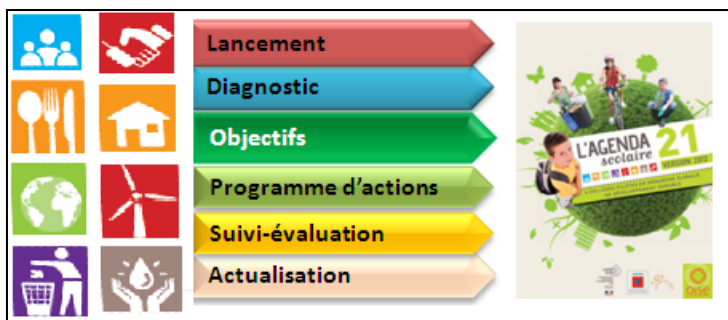 Lancement
Diagnostic
Objectifs
Programme d'actions
Suivi-évaluation
Actualisation
L'AGENDA 21
scolaire
VERSION 2012
oise